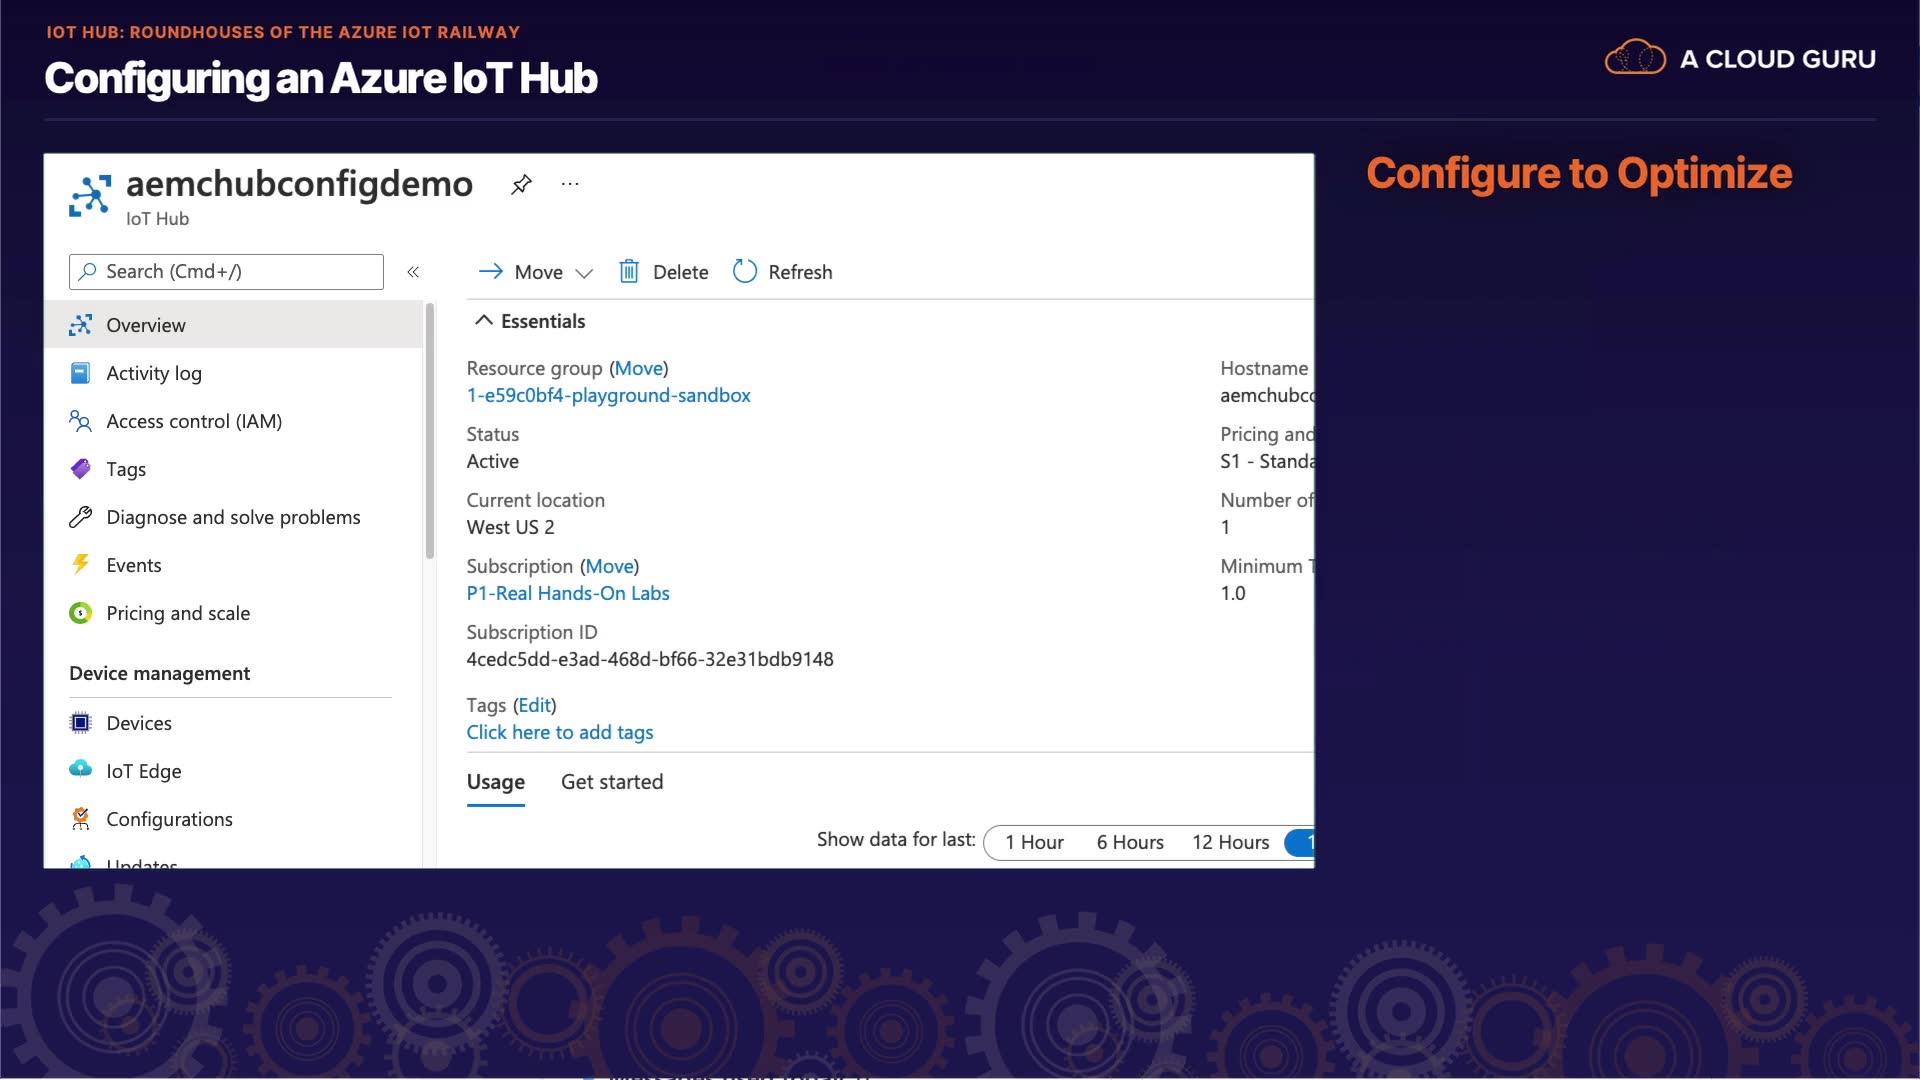 IOT HUB: ROUNDHOUSES OF THE AZURE IOT RAILWAY
Configuring an Azure IoT Hub
A CLOUD GURU
Configure to Optimize
aemchubconfigdemo
IoT Hub
Search (Cmd+/)
Overview
Activity log
Access control (IAM)
Tags
Diagnose and solve problems
Events
Pricing and scale
Device management
Devices
IoT Edge
Configurations
Updates
Move
Delete
Refresh
Essentials
Resource group (Move)
1-e59c0bf4-playground-sandbox
Status
Active
Current location
West US 2
Subscription (Move)
P1-Real Hands-On Labs
Subscription ID
4cedc5dd-e3ad-468d-bf66-32e31bdb9148
Tags (Edit)
Click here to add tags
Hostname
aemchubco
Pricing and
S1 - Standa
Number of
1
Minimum T
1.0
Usage
Get started
Show data for last:
1 Hour
6 Hours
12 Hours
1